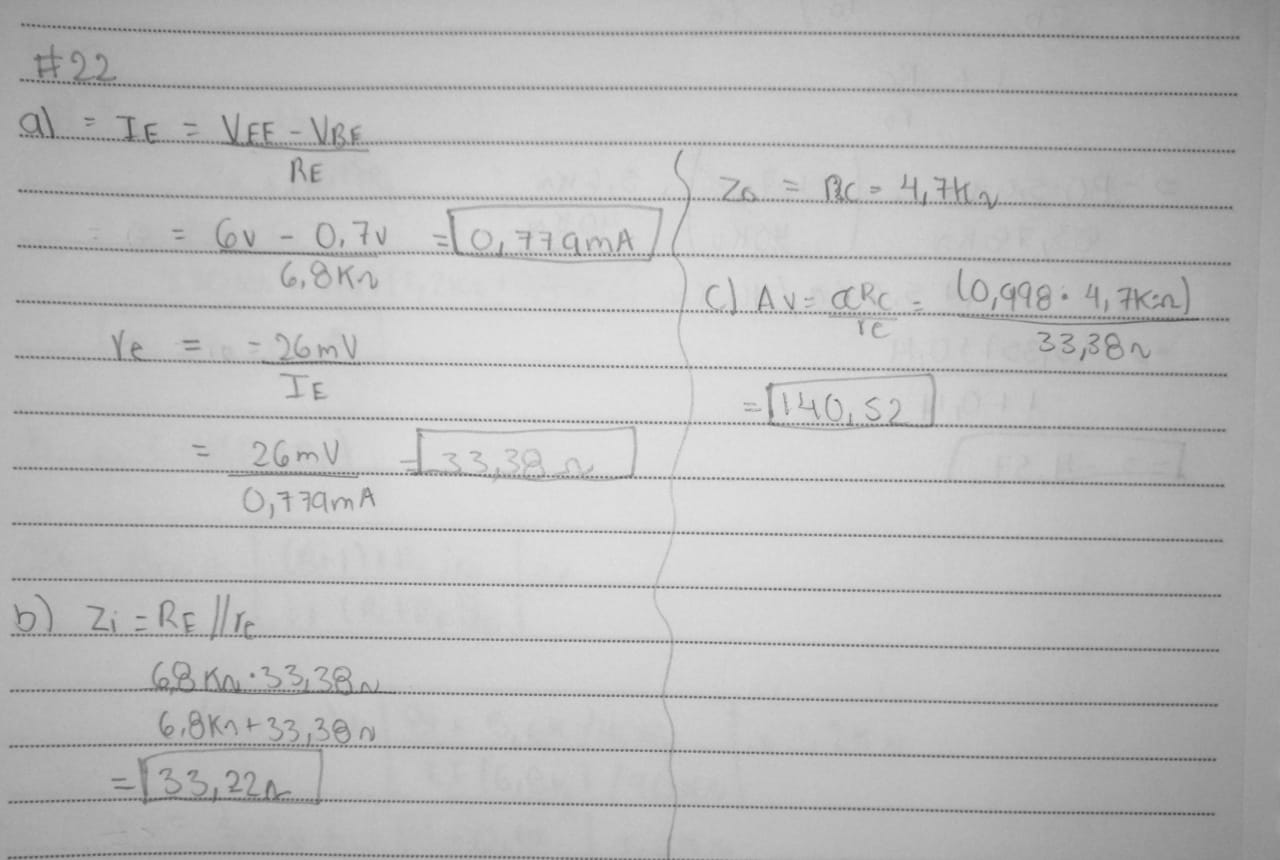 #22
a) = IE = VEE - VBE
RE
= 6v - 0,7v = 0,779mA
6,8KΩ
re = = 26mV
IE
= 26mV = 33,38Ω
0,779mA
b) Zi = RE // re
6,8KΩ · 33,38Ω
6,8KΩ + 33,38Ω
= 33,22Ω
Zo = RC = 4,7KΩ
C) AV = αRC = (0,998 · 4,7KΩ)
re 33,38Ω
= 140,52